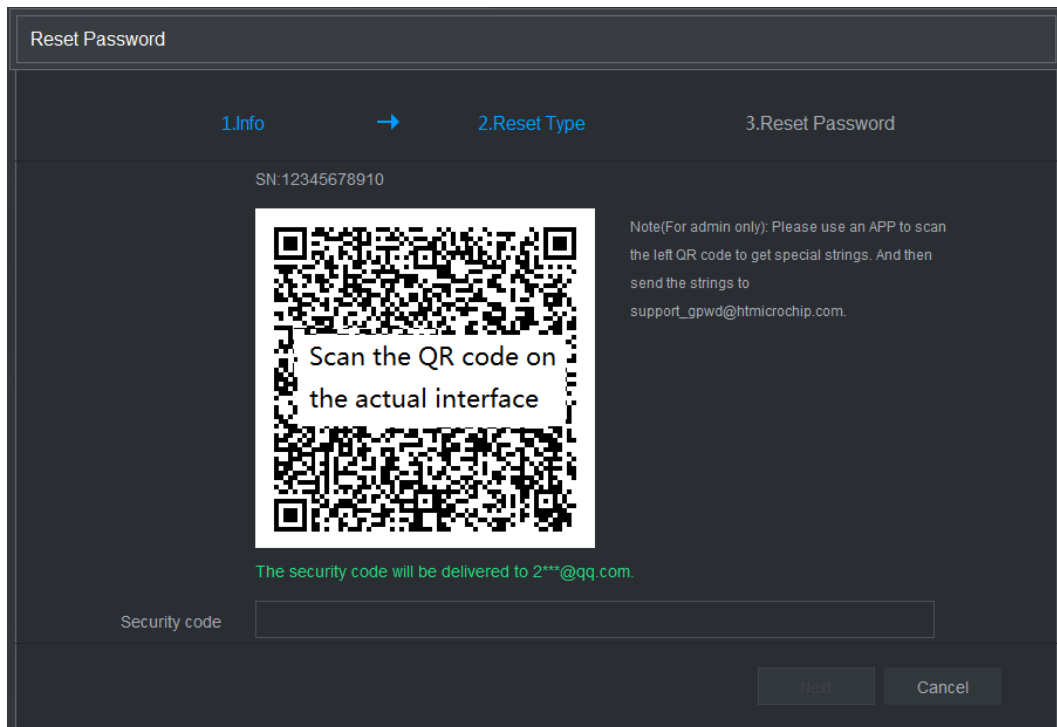 Reset Password
1.Info → 2.Reset Type 3.Reset Password
SN:12345678910
Note(For admin only): Please use an APP to scan
the left QR code to get special strings. And then
send the strings to
support_gpwd@htmicrochip.com.
Scan the QR code on
the actual interface
The security code will be delivered to 2***@qq.com.
Security code
Next Cancel